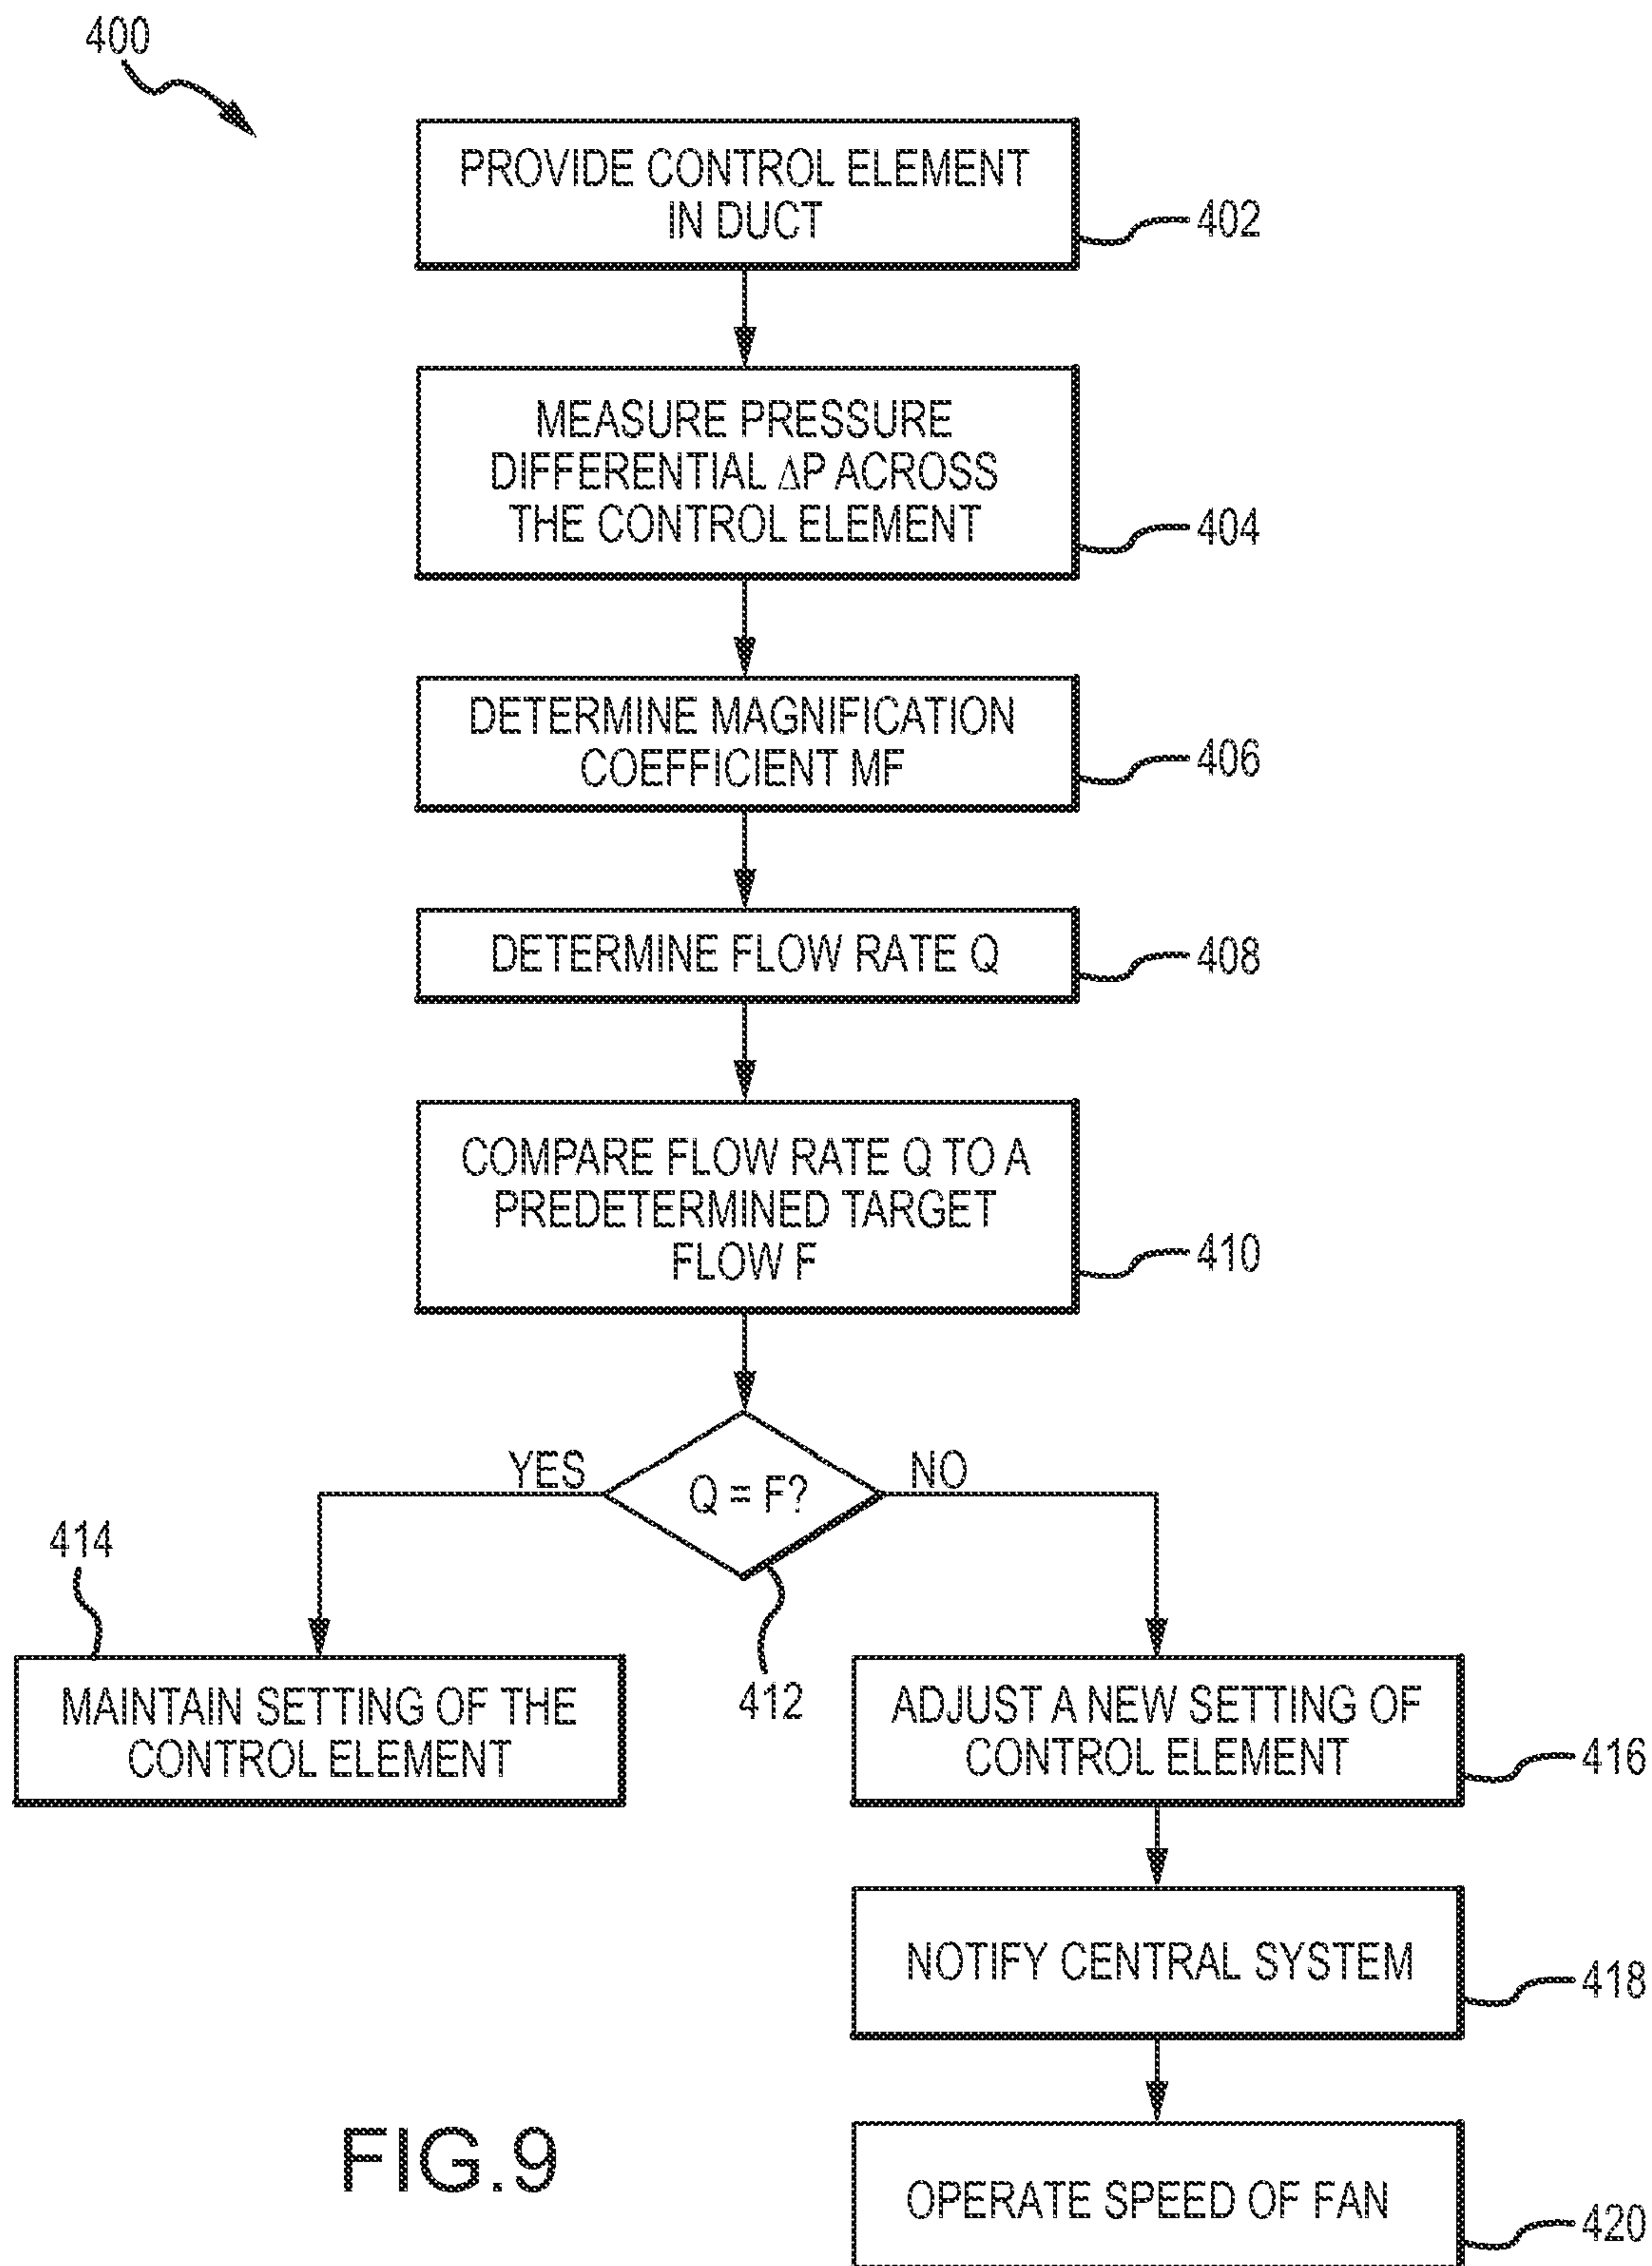 400
PROVIDE CONTROL ELEMENT
IN DUCT
402
MEASURE PRESSURE
DIFFERENTIAL ΔP ACROSS
THE CONTROL ELEMENT
404
DETERMINE MAGNIFICATION
COEFFICIENT MF
406
DETERMINE FLOW RATE Q
408
COMPARE FLOW RATE Q TO A
PREDETERMINED TARGET
FLOW F
410
YES
Q = F?
NO
412
414
MAINTAIN SETTING OF THE
CONTROL ELEMENT
ADJUST A NEW SETTING OF
CONTROL ELEMENT
416
NOTIFY CENTRAL SYSTEM
418
OPERATE SPEED OF FAN
420
FIG.9